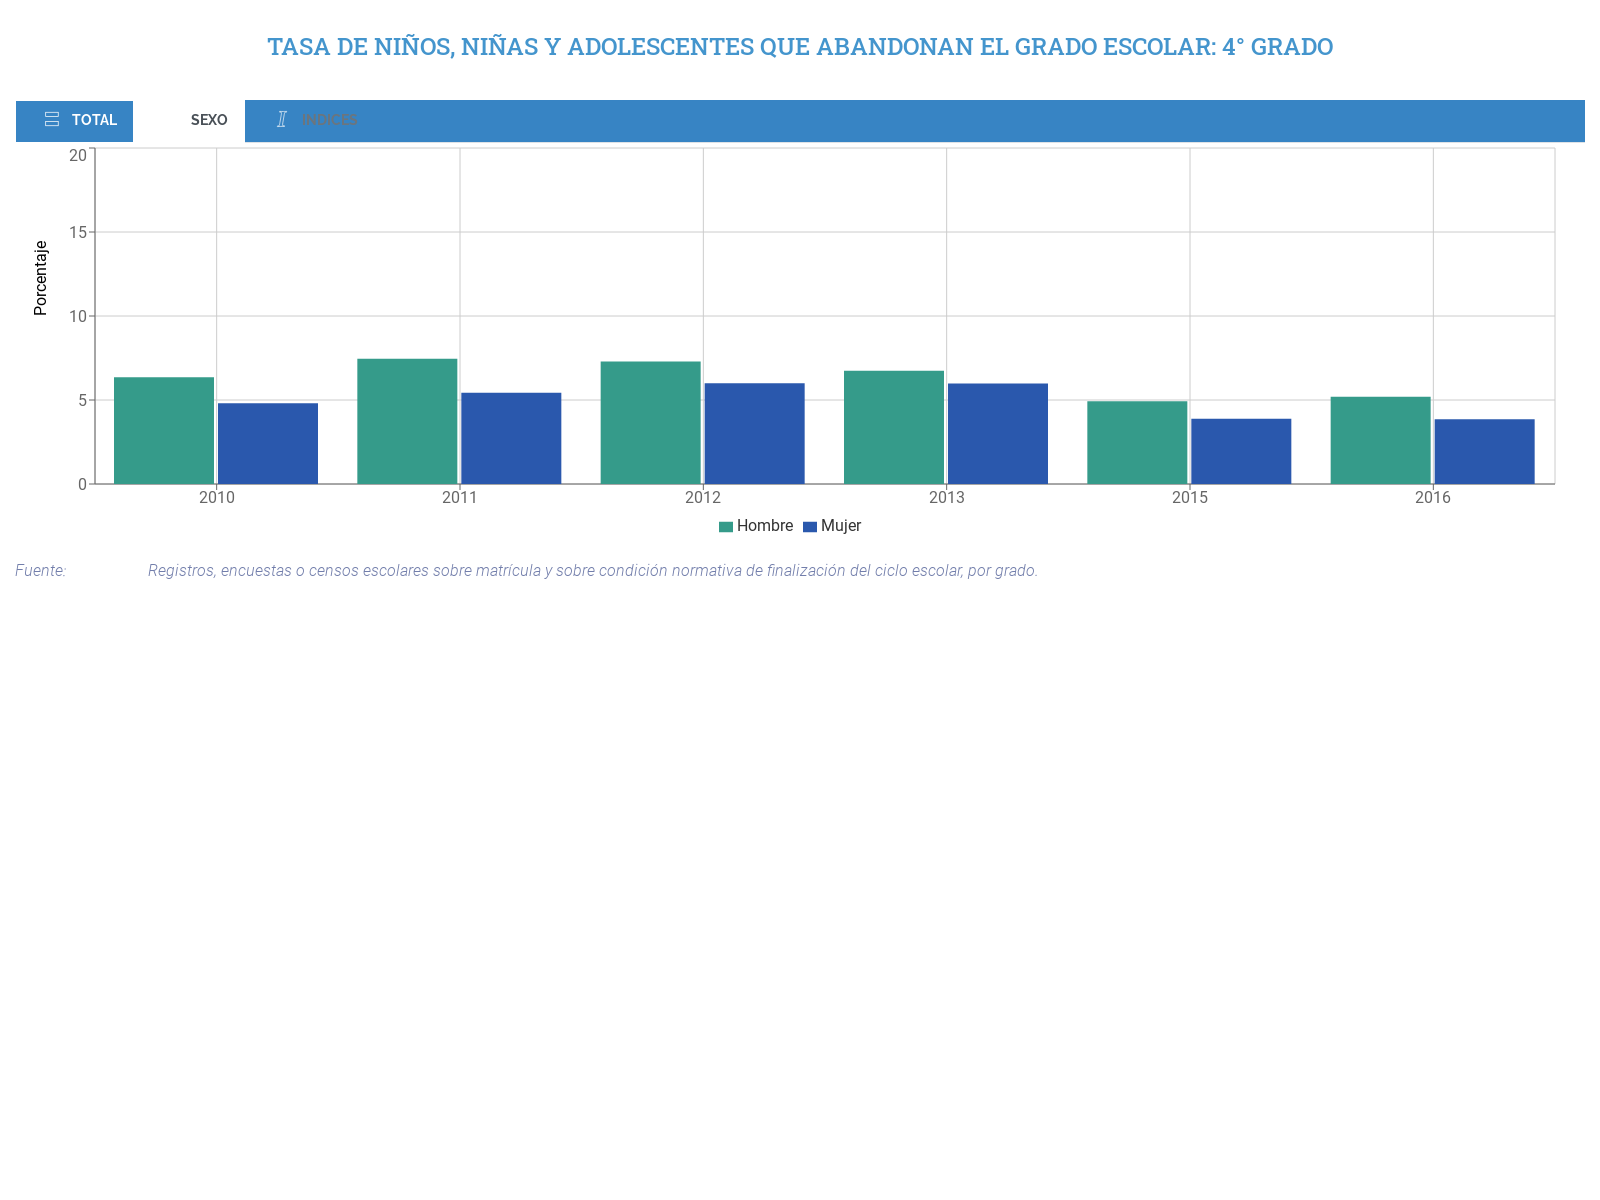 TASA DE NIÑOS, NIÑAS Y ADOLESCENTES QUE ABANDONAN EL GRADO ESCOLAR: 4° GRADO
TOTAL SEXO INDICES
20
15
10
5
0
Porcentaje
2010 2011 2012 2013 2015 2016
Hombre Mujer
Fuente: Registros, encuestas o censos escolares sobre matrícula y sobre condición normativa de finalización del ciclo escolar, por grado.